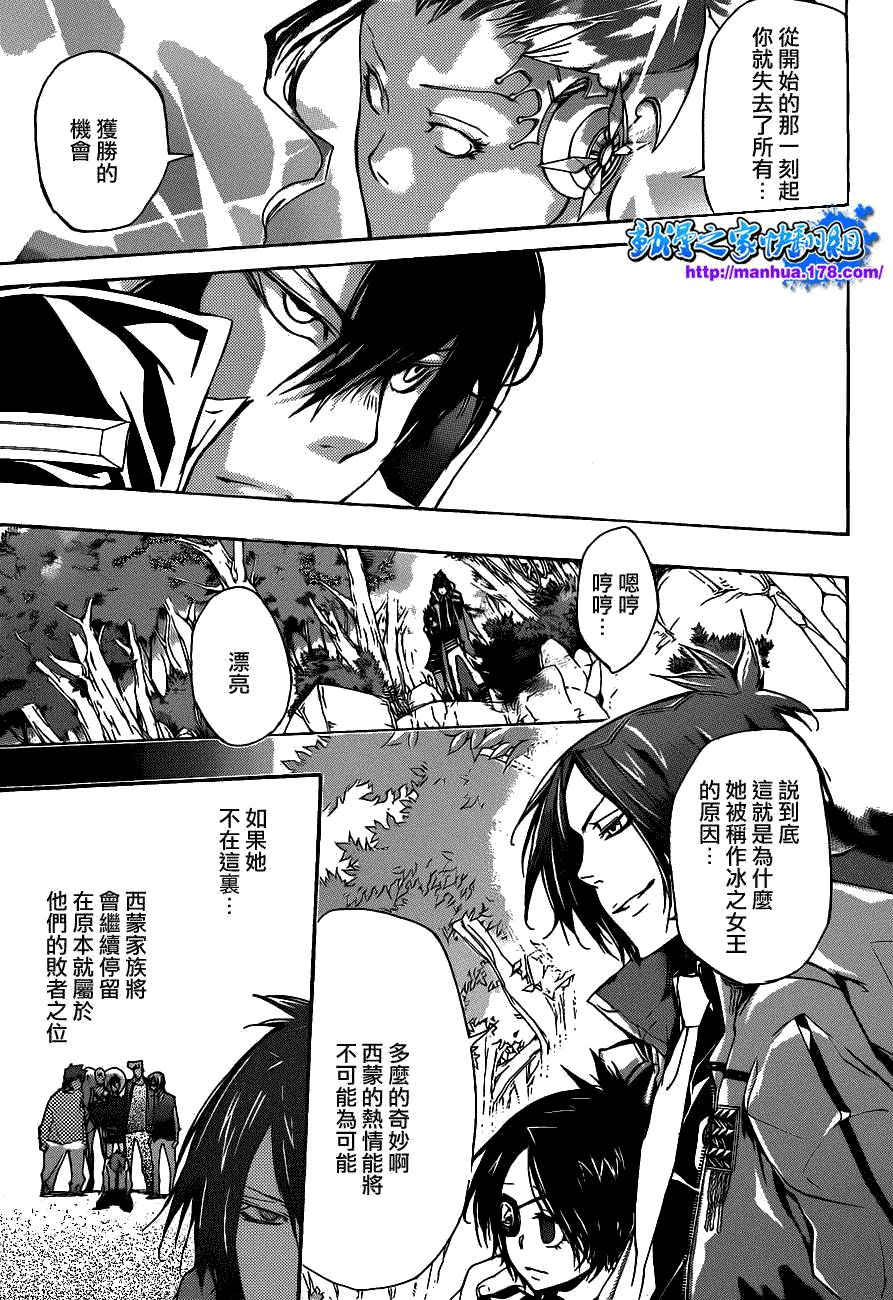 從開始的那一刻起
你就失去了所有…
獲勝的
機會
動漫之家快翻組
http://manhua.178.com/
嗯哼
哼哼…
漂亮
説到底
這就是為什麼
她被稱作冰之女王
的原因…
如果她
不在這裏…
西蒙家族將
會繼續停留
在原本就屬於
他們的敗者之位
多麼的奇妙啊
西蒙的熱情能將
不可能為可能